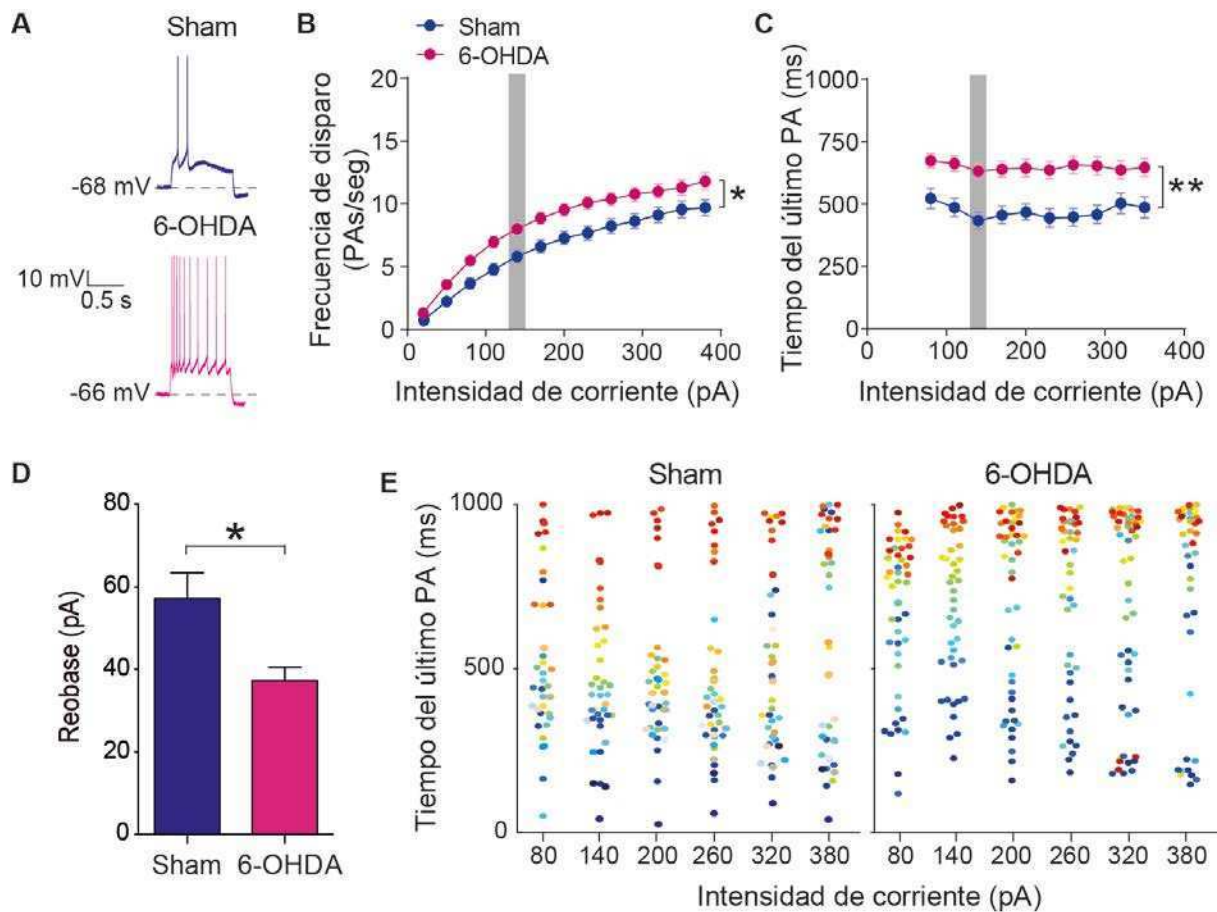 A
Sham
-68 mV
6-OHDA
10 mV
0.5 s
-66 mV
B
Sham
6-OHDA
Frecuencia de disparo
(PAs/seg)
20
15
10
5
0
*
0 100 200 300 400
Intensidad de corriente (pA)
C
Tiempo del último PA (ms)
1000
750
500
250
0
**
0 100 200 300 400
Intensidad de corriente (pA)
D
Reobase (pA)
80
60
40
20
0
*
Sham 6-OHDA
E
Sham 6-OHDA
Tiempo del último PA (ms)
1000
500
0
80 140 200 260 320 380 80 140 200 260 320 380
Intensidad de corriente (pA)